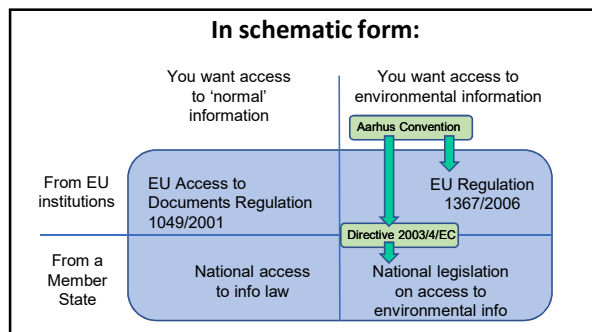 In schematic form:
You want access
to ‘normal’
information
You want access to
environmental information
Aarhus Convention
From EU
institutions
EU Access to
Documents Regulation
1049/2001
EU Regulation
1367/2006
Directive 2003/4/EC
From a
Member
State
National access
to info law
National legislation
on access to
environmental info